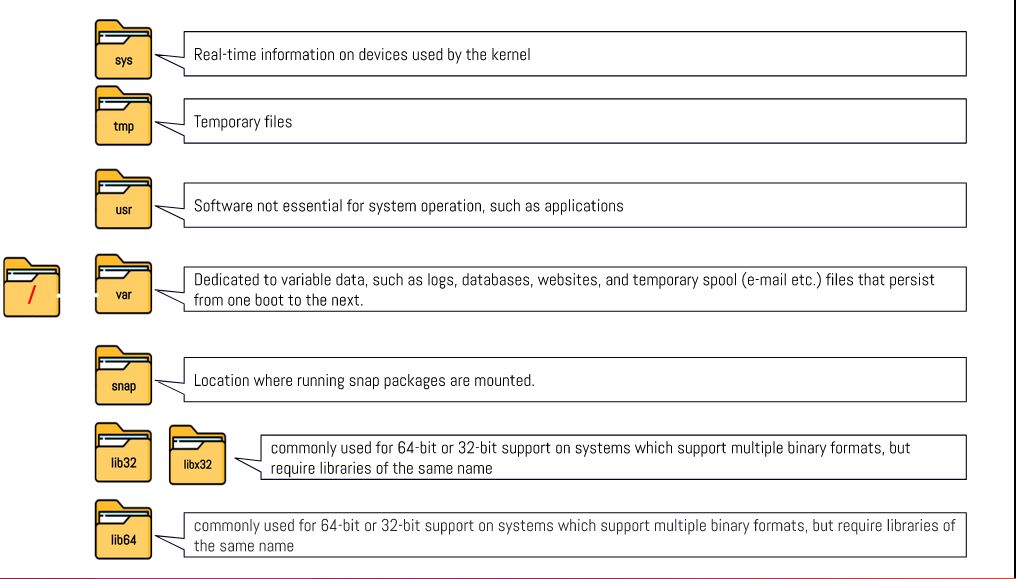 sys
Real-time information on devices used by the kernel
tmp
Temporary files
usr
Software not essential for system operation, such as applications
/
var
Dedicated to variable data, such as logs, databases, websites, and temporary spool (e-mail etc.) files that persist
from one boot to the next.
snap
Location where running snap packages are mounted.
lib32
libx32
commonly used for 64-bit or 32-bit support on systems which support multiple binary formats, but
require libraries of the same name
lib64
commonly used for 64-bit or 32-bit support on systems which support multiple binary formats, but require libraries of
the same name